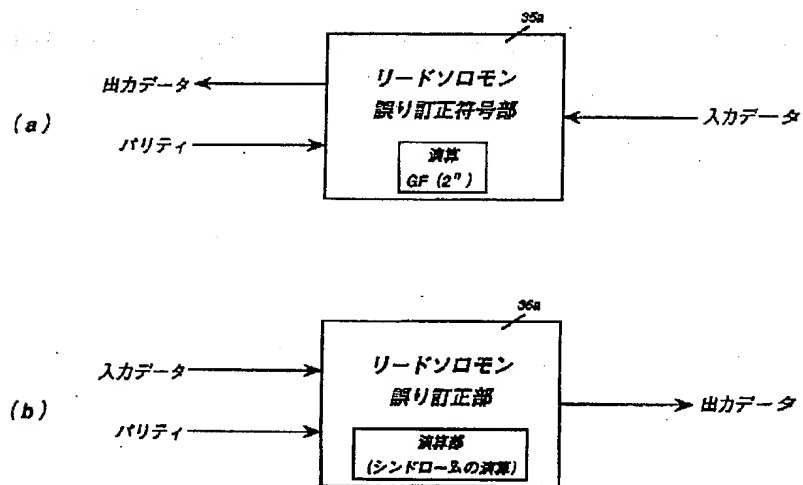 35a
(a)
出力データ
パリティ
リードソロモン
誤り訂正符号部
演算
GF (2ⁿ)
入力データ
36a
(b)
入力データ
パリティ
リードソロモン
誤り訂正部
演算部
(シンドロームの演算)
出力データ